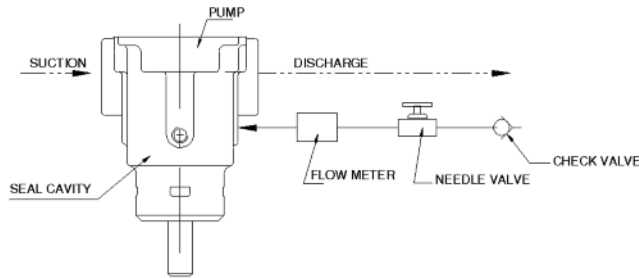 PUMP
SUCTION
DISCHARGE
CHECK VALVE
FLOW METER
NEEDLE VALVE
SEAL CAVITY